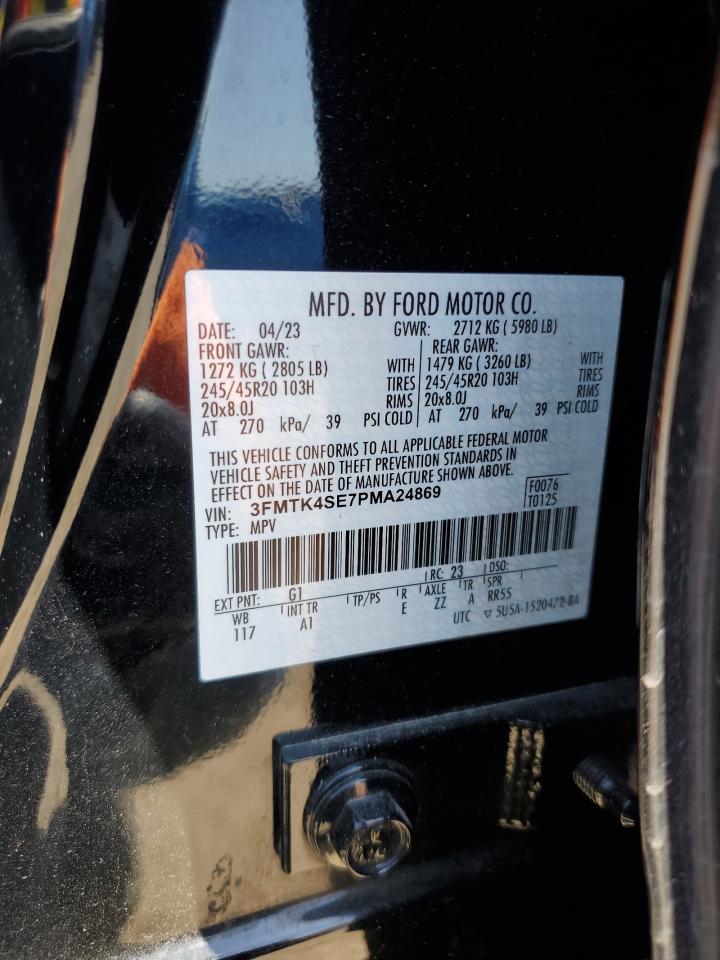 MFD. BY FORD MOTOR CO.
DATE: 04/23 GVWR: 2712 KG ( 5980 LB)
FRONT GAWR: REAR GAWR:
1272 KG ( 2805 LB) WITH 1479 KG ( 3260 LB) WITH
245/45R20 103H TIRES 245/45R20 103H TIRES
20x8.0J RIMS 20x8.0J RIMS
AT 270 kPa/ 39 PSI COLD AT 270 kPa/ 39 PSI COLD
THIS VEHICLE CONFORMS TO ALL APPLICABLE FEDERAL MOTOR
VEHICLE SAFETY AND THEFT PREVENTION STANDARDS IN
EFFECT ON THE DATE OF MANUFACTURE SHOWN ABOVE.
VIN: 3FMTK4SE7PMA24869 F0076
TYPE: MPV T0125
EXT PNT: G1 RC: 23 DSO:
WB INT TR TP/PS R AXLE TR SPR
117 A1 E ZZ A RR55
UTC ▽ 5U5A-1520472-BA